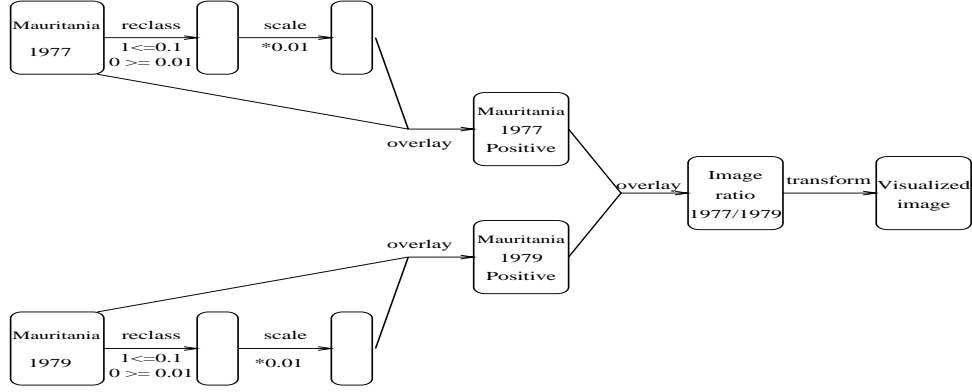 Mauritania
1977
reclass
1<=0.1
0 >= 0.01
scale
*0.01
overlay
Mauritania
1977
Positive
overlay
Image
ratio
1977/1979
transform
Visualized
image
overlay
Mauritania
1979
Positive
Mauritania
1979
reclass
1<=0.1
0 >= 0.01
scale
*0.01